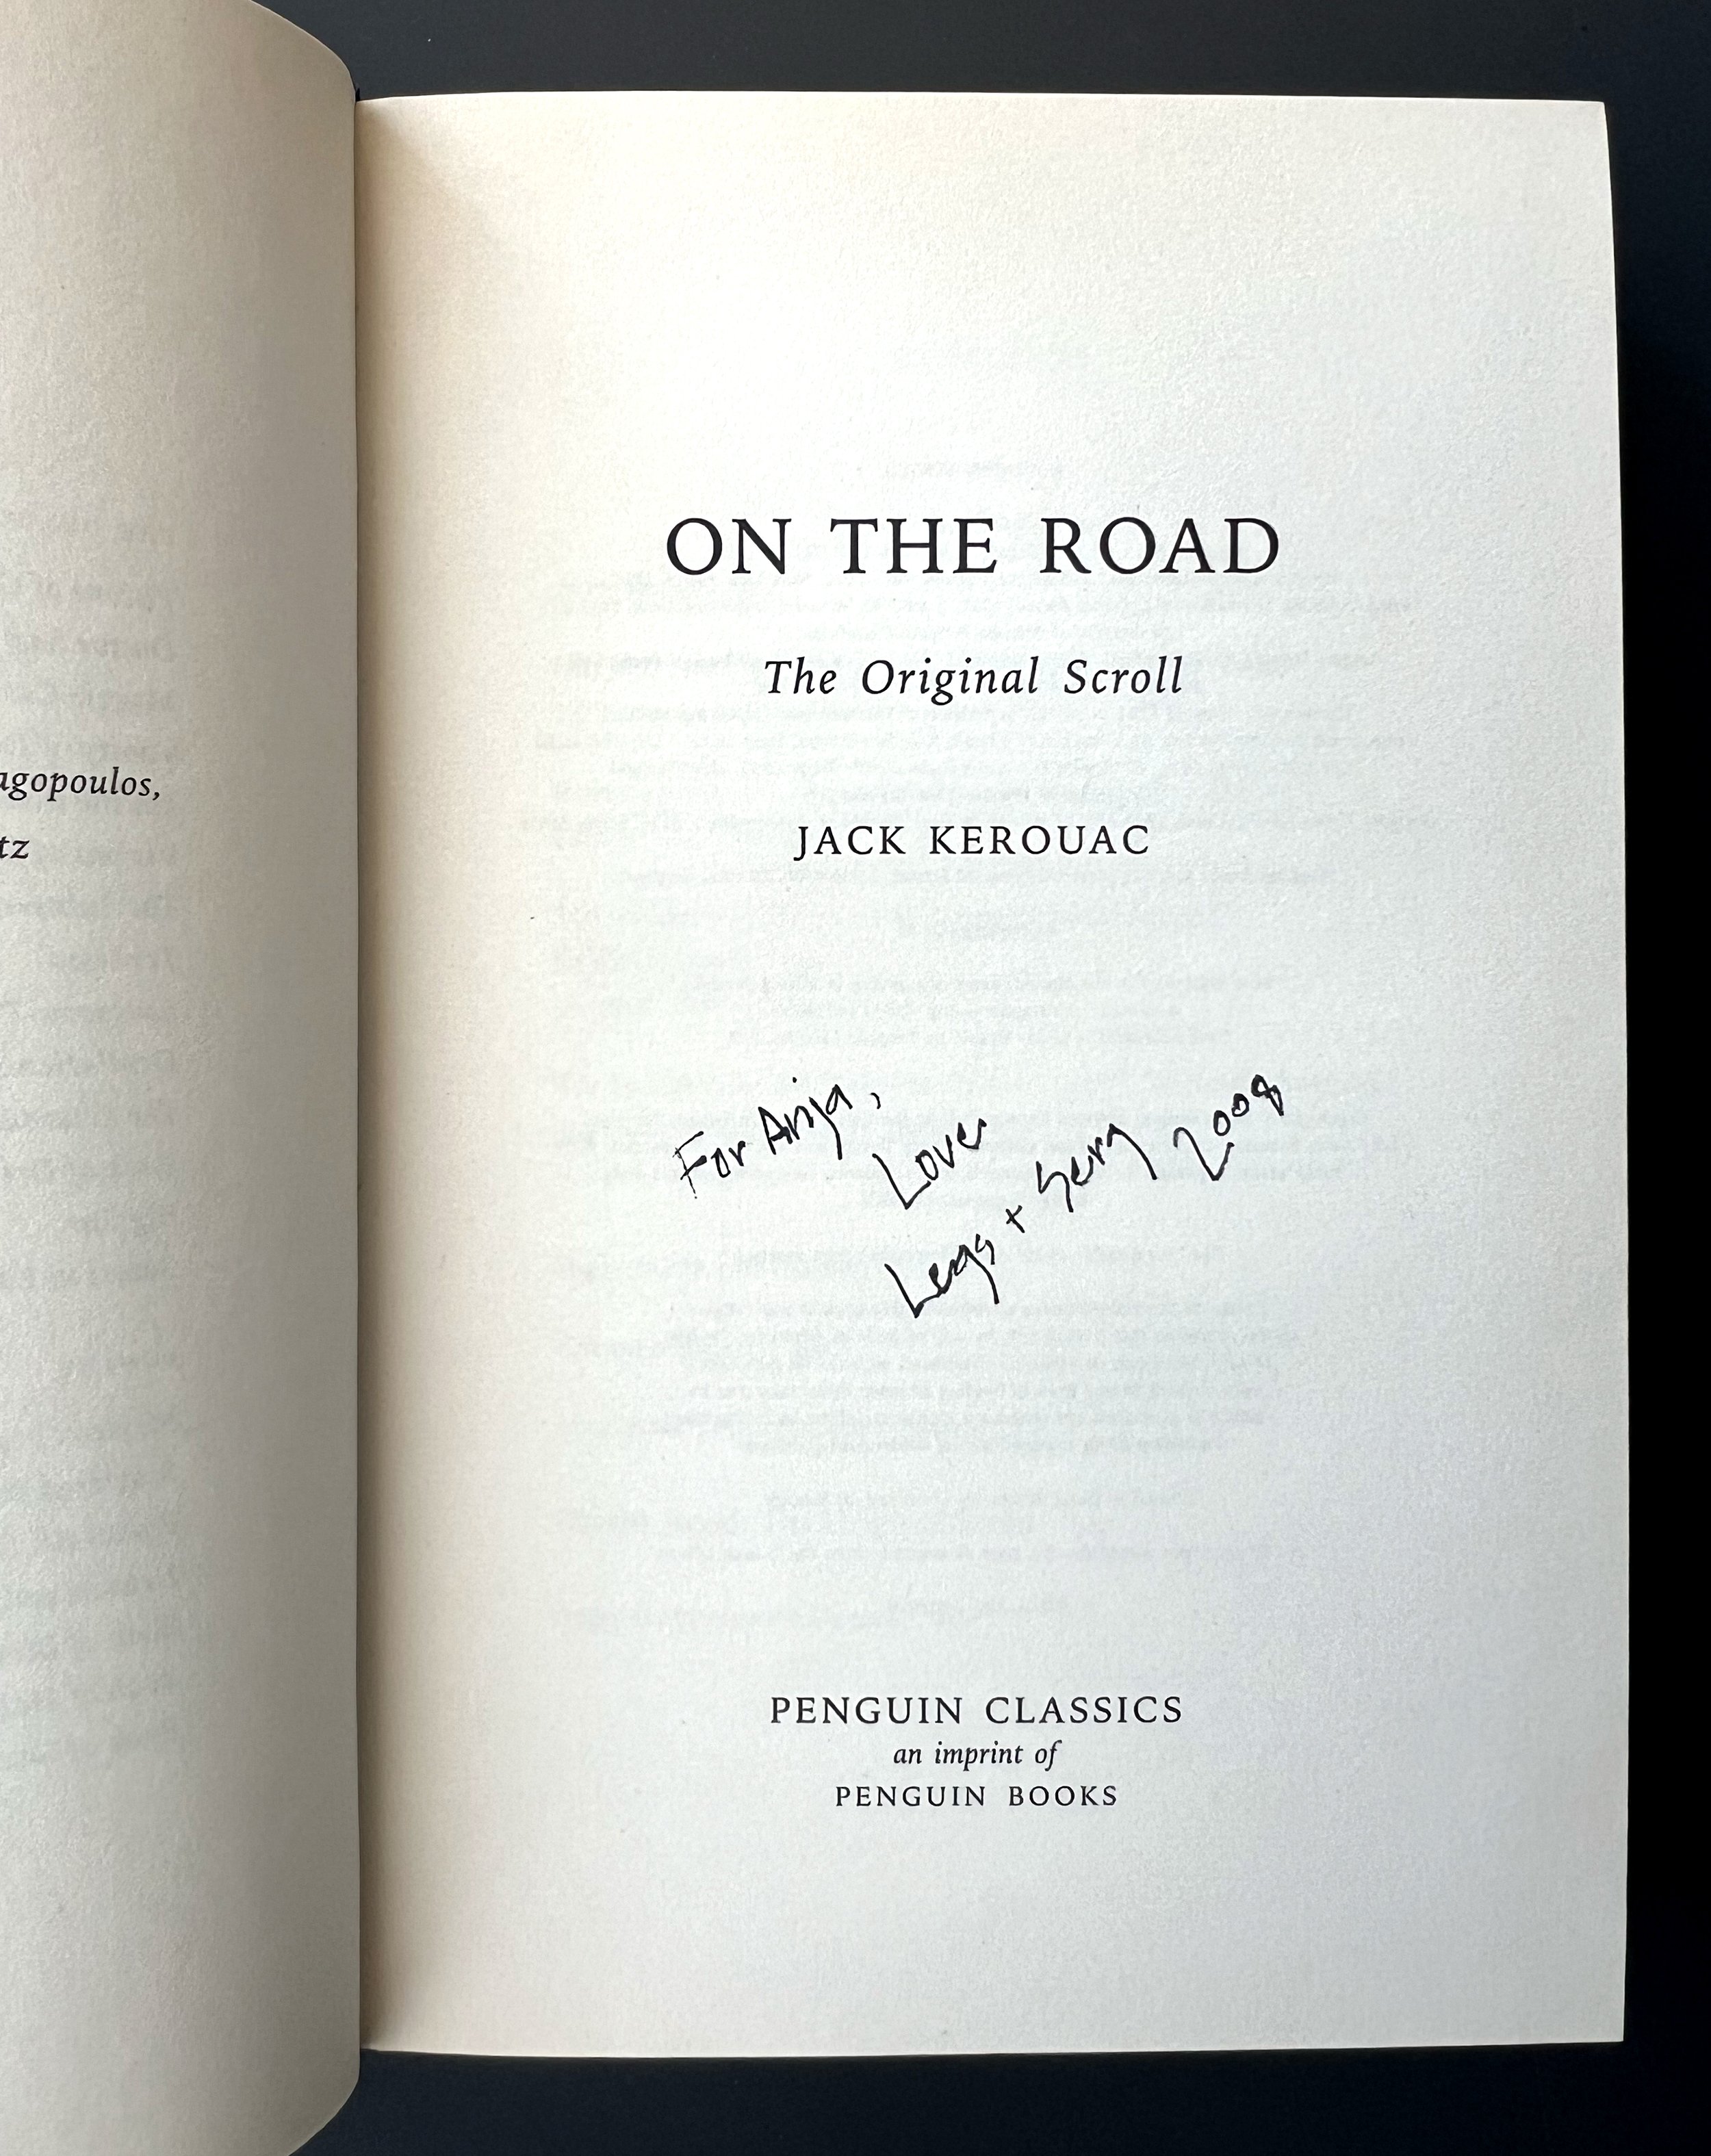 agopoulos,
tz
ON THE ROAD
The Original Scroll
JACK KEROUAC
For Anja,
Love
Legs + Serg 2008
PENGUIN CLASSICS
an imprint of
PENGUIN BOOKS